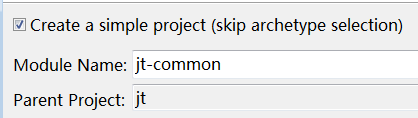 Create a simple project (skip archetype selection)
Module Name: jt-common
Parent Project: jt